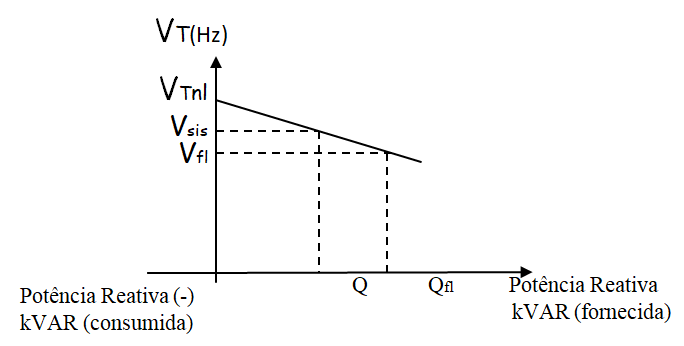 VT(Hz)
VTnl
Vsis
Vfl
Q
Qfl
Potência Reativa (-)
kVAR (consumida)
Potência Reativa
kVAR (fornecida)